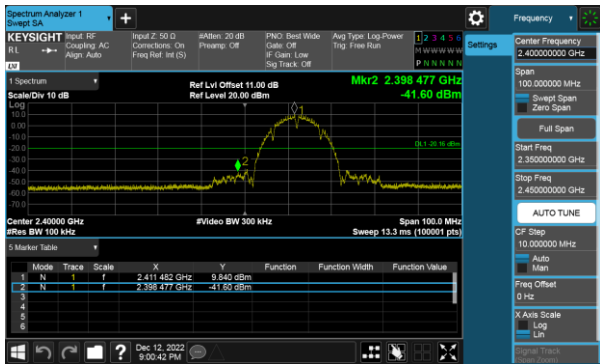 Spectrum Analyzer 1
Swept SA
+
Frequency
KEYSIGHT
RL
LXI
Input: RF
Coupling: AC
Align: Auto
Input Z: 50 Ω
Corrections: On
Freq Ref: Int (S)
#Atten: 20 dB
Preamp: Off
PNO: Best Wide
Gate: Off
IF Gain: Low
Sig Track: Off
Avg Type: Log-Power
Trig: Free Run
1 2 3 4 5 6
M W W W W W
P N N N N N
1 Spectrum
Scale/Div 10 dB
Ref Lvl Offset 11.00 dB
Ref Level 20.00 dBm
Mkr2 2.398 477 GHz
-41.60 dBm
Log
10.0
0.00
-10.0
-20.0
-30.0
-40.0
-50.0
-60.0
-70.0
1
2
DL1 -20.16 dBm
Center 2.40000 GHz
#Res BW 100 kHz
#Video BW 300 kHz
Span 100.0 MHz
Sweep 13.3 ms (100001 pts)
5 Marker Table
Mode Trace Scale X Y Function Function Width Function Value
1 N 1 f 2.411 482 GHz 9.840 dBm
2 N 1 f 2.398 477 GHz -41.60 dBm
3
4
5
6
Dec 12, 2022
9:00:42 PM
?
Settings
Center Frequency
2.400000000 GHz
Span
100.000000 MHz
Swept Span
Zero Span
Full Span
Start Freq
2.350000000 GHz
Stop Freq
2.450000000 GHz
AUTO TUNE
CF Step
10.000000 MHz
Auto
Man
Freq Offset
0 Hz
X Axis Scale
Log
Lin
Signal Track
(Span Zoom)